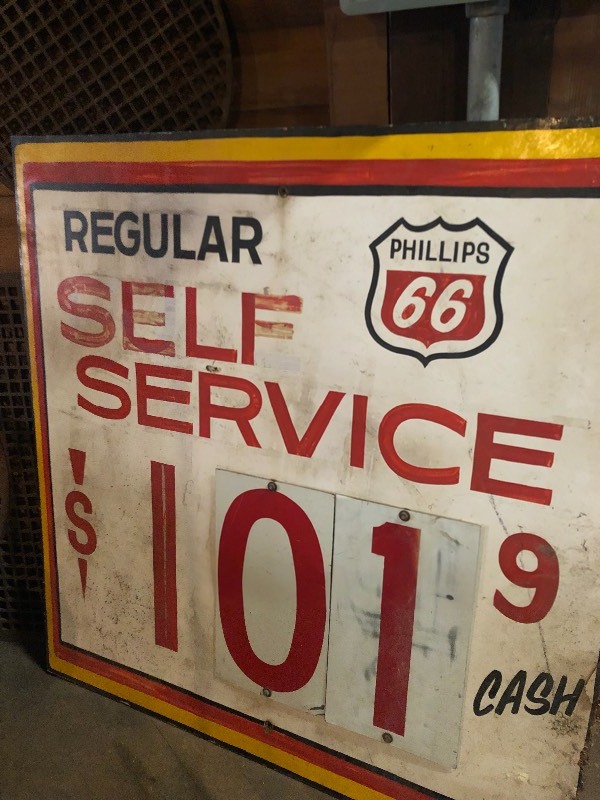 REGULAR
PHILLIPS
66
SELF
SERVICE
$ 1 0 1 9
CASH